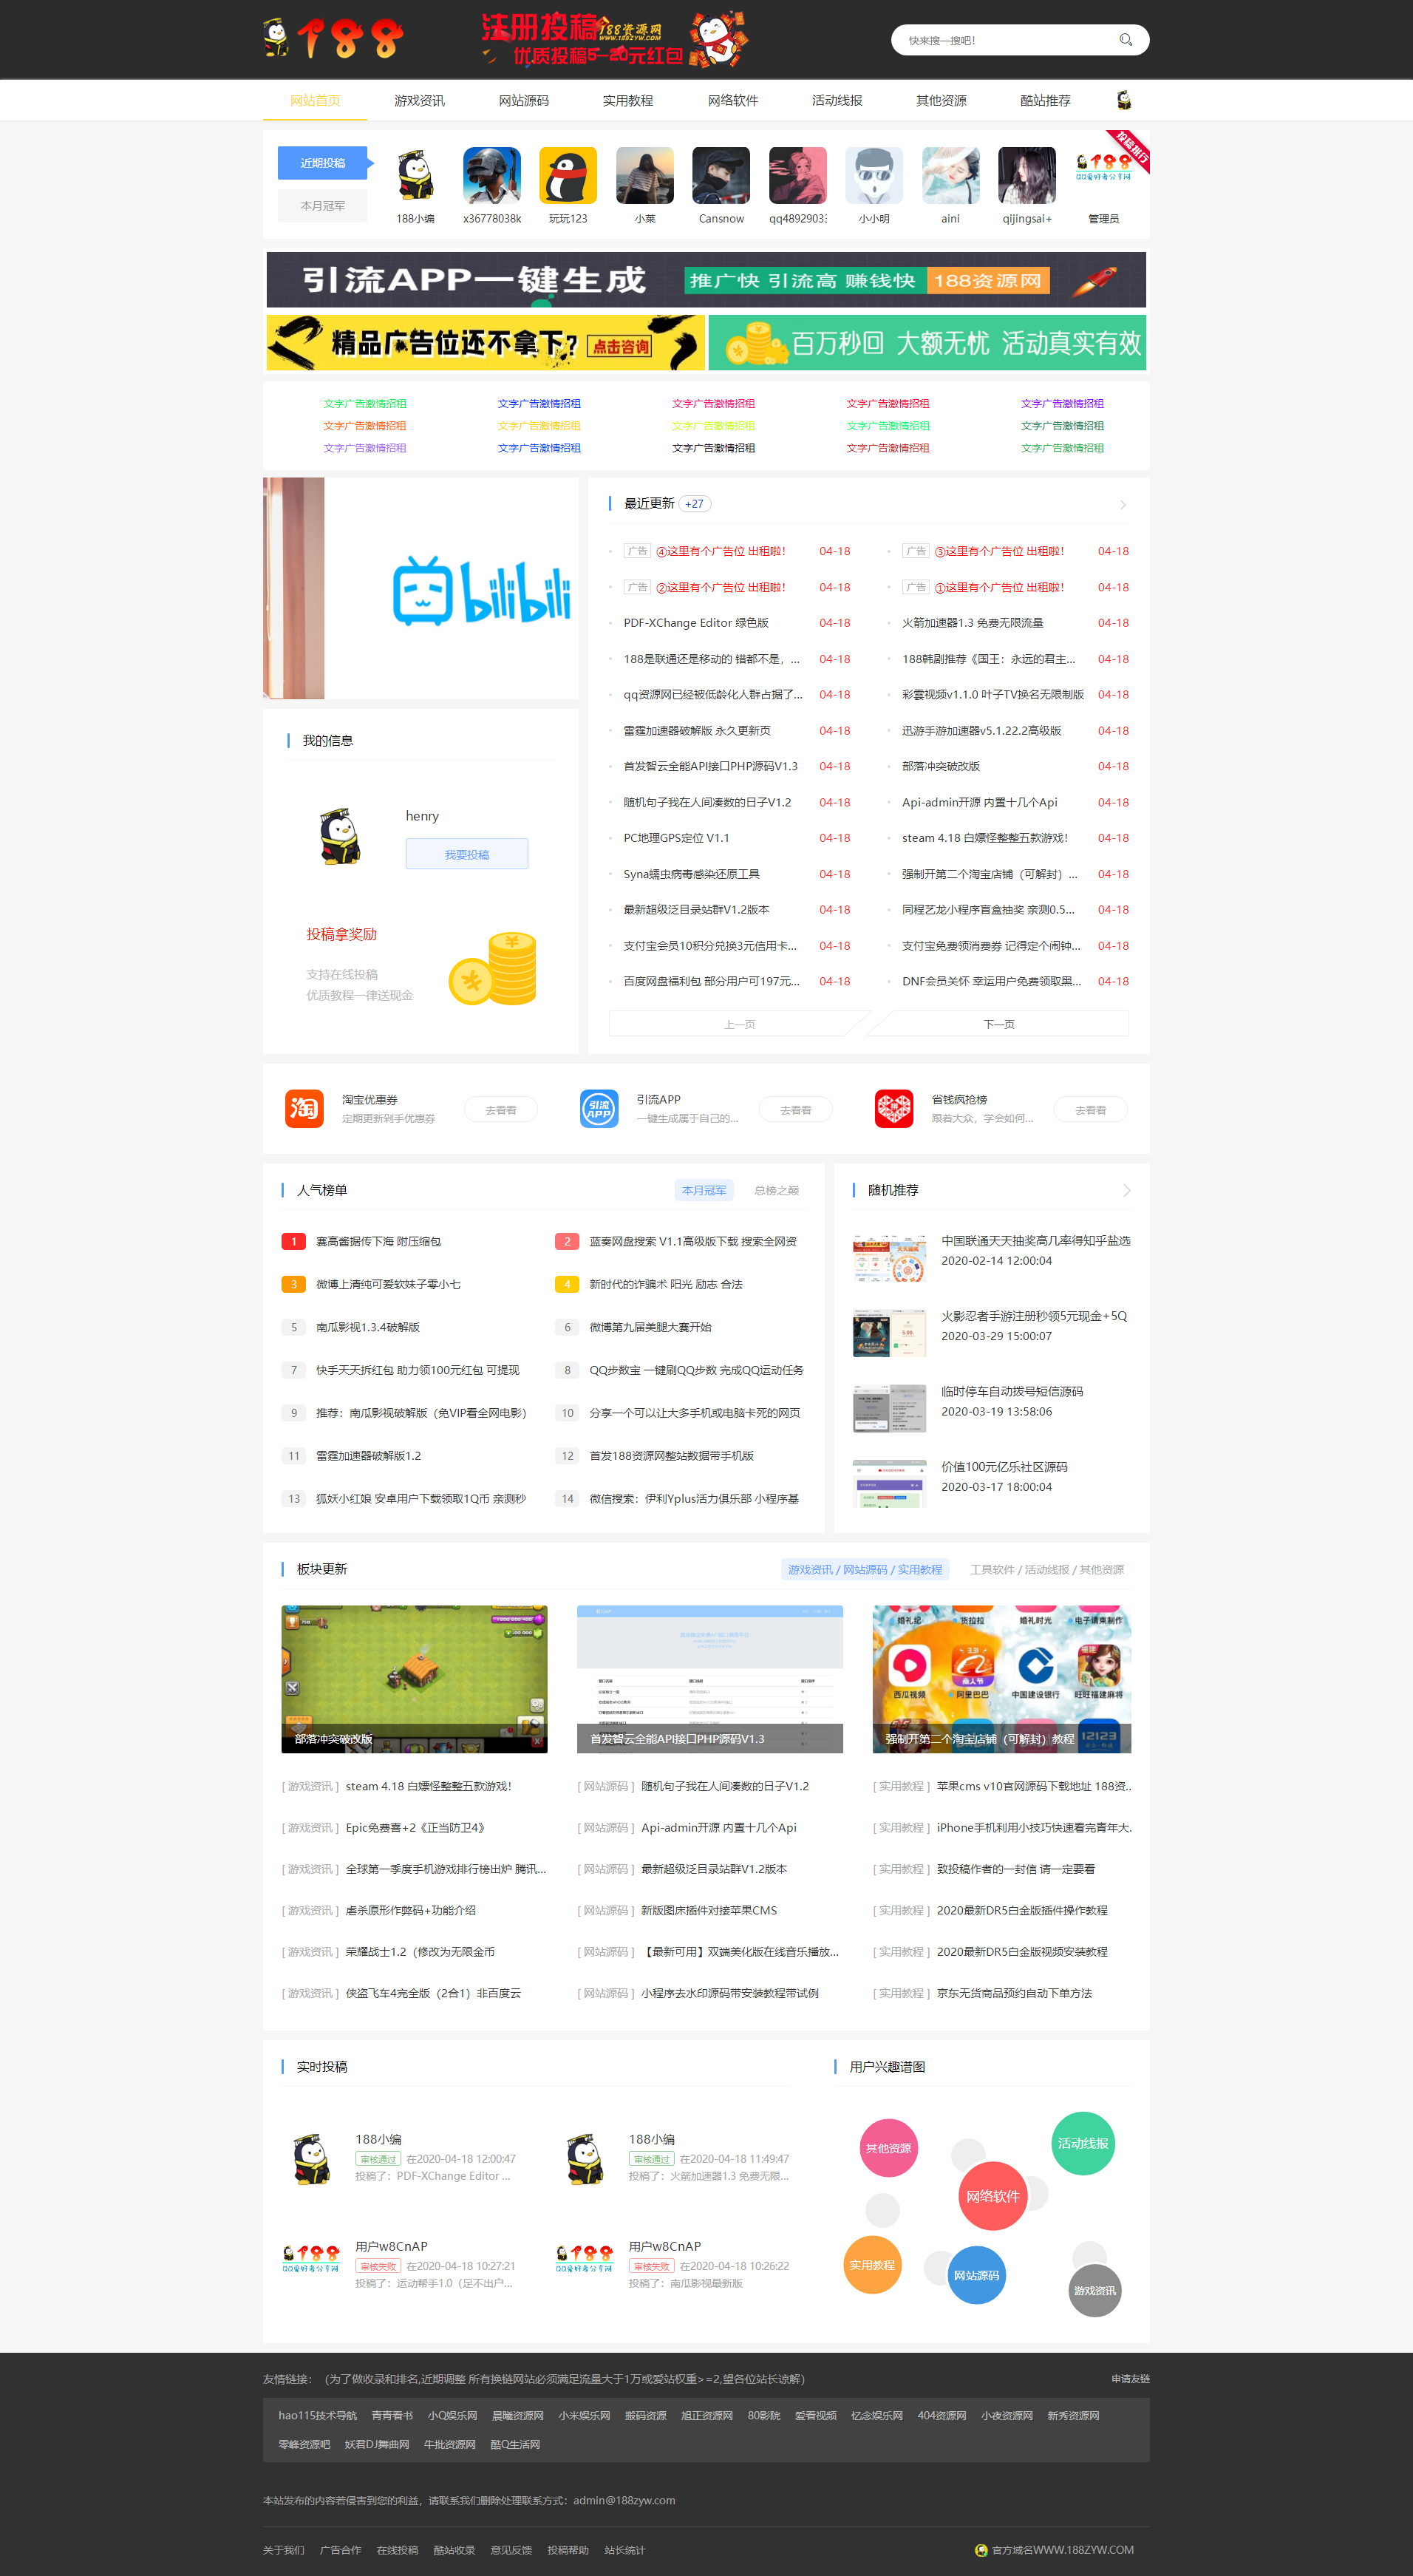 188
注册投稿
188资源网
WWW.188ZYW.COM
优质投稿5-20元红包
快来搜一搜吧!
网站首页 游戏资讯 网站源码 实用教程 网络软件 活动线报 其他资源 酷站推荐
近期投稿
本月冠军
投稿排行
188
QQ爱好者分享网
188小编 x36778038k 玩玩123 小莱 Cansnow qq4892903 小小明 aini qijingsai+ 管理员
引流APP一键生成 推广快 引流高 赚钱快 188资源网
精品广告位还不拿下? 点击咨询
百万秒回 大额无忧 活动真实有效
文字广告激情招租 文字广告激情招租 文字广告激情招租 文字广告激情招租 文字广告激情招租
文字广告激情招租 文字广告激情招租 文字广告激情招租 文字广告激情招租 文字广告激情招租
文字广告激情招租 文字广告激情招租 文字广告激情招租 文字广告激情招租 文字广告激情招租
bilibili
最近更新 +27
广告 ④这里有个广告位 出租啦! 04-18
广告 ③这里有个广告位 出租啦! 04-18
广告 ②这里有个广告位 出租啦! 04-18
广告 ①这里有个广告位 出租啦! 04-18
PDF-XChange Editor 绿色版 04-18
火箭加速器1.3 免费无限流量 04-18
188是联通还是移动的 错都不是，... 04-18
188韩剧推荐《国王：永远的君主... 04-18
qq资源网已经被低龄化人群占据了... 04-18
彩雲视频v1.1.0 叶子TV换名无限制版 04-18
雷霆加速器破解版 永久更新页 04-18
迅游手游加速器v5.1.22.2高级版 04-18
首发智云全能API接口PHP源码V1.3 04-18
部落冲突破改版 04-18
随机句子我在人间凑数的日子V1.2 04-18
Api-admin开源 内置十几个Api 04-18
PC地理GPS定位 V1.1 04-18
steam 4.18 白嫖怪整整五款游戏! 04-18
Syna蠕虫病毒感染还原工具 04-18
强制开第二个淘宝店铺（可解封）... 04-18
最新超级泛目录站群V1.2版本 04-18
同程艺龙小程序盲盒抽奖 亲测0.5... 04-18
支付宝会员10积分兑换3元信用卡... 04-18
支付宝免费领消费券 记得定个闹钟... 04-18
百度网盘福利包 部分用户可197元... 04-18
DNF会员关怀 幸运用户免费领取黑... 04-18
上一页 下一页
我的信息
henry
我要投稿
投稿拿奖励
支持在线投稿
优质教程一律送现金
淘
淘宝优惠券
定期更新剁手优惠券
去看看
引流
APP
引流APP
一键生成属于自己的...
去看看
省钱疯抢榜
跟着大众，学会如何...
去看看
人气榜单 本月冠军 总榜之巅
1 赛高酱据传下海 附压缩包
2 蓝奏网盘搜索 V1.1高级版下载 搜索全网资
3 微博上清纯可爱软妹子零小七
4 新时代的诈骗术 阳光 励志 合法
5 南瓜影视1.3.4破解版
6 微博第九届美腿大赛开始
7 快手天天拆红包 助力领100元红包 可提现
8 QQ步数宝 一键刷QQ步数 完成QQ运动任务
9 推荐：南瓜影视破解版（免VIP看全网电影）
10 分享一个可以让大多手机或电脑卡死的网页
11 雷霆加速器破解版1.2
12 首发188资源网整站数据带手机版
13 狐妖小红娘 安卓用户下载领取1Q币 亲测秒
14 微信搜索：伊利Yplus活力俱乐部 小程序基
随机推荐
中国联通天天抽奖高几率得知乎盐选
2020-02-14 12:00:04
火影忍者手游注册秒领5元现金+5Q
2020-03-29 15:00:07
临时停车自动拨号短信源码
2020-03-19 13:58:06
价值100元亿乐社区源码
2020-03-17 18:00:04
板块更新 游戏资讯 / 网站源码 / 实用教程 工具软件 / 活动线报 / 其他资源
部落冲突破改版
首发智云全能API接口PHP源码V1.3
婚礼纪 货拉拉 婚礼时光 电子请柬制作
西瓜视频 阿里巴巴 中国建设银行 旺旺福建麻将
12123
强制开第二个淘宝店铺（可解封）教程
[ 游戏资讯 ] steam 4.18 白嫖怪整整五款游戏!
[ 网站源码 ] 随机句子我在人间凑数的日子V1.2
[ 实用教程 ] 苹果cms v10官网源码下载地址 188资..
[ 游戏资讯 ] Epic免费喜+2《正当防卫4》
[ 网站源码 ] Api-admin开源 内置十几个Api
[ 实用教程 ] iPhone手机利用小技巧快速看完青年大.
[ 游戏资讯 ] 全球第一季度手机游戏排行榜出炉 腾讯...
[ 网站源码 ] 最新超级泛目录站群V1.2版本
[ 实用教程 ] 致投稿作者的一封信 请一定要看
[ 游戏资讯 ] 虐杀原形作弊码+功能介绍
[ 网站源码 ] 新版图床插件对接苹果CMS
[ 实用教程 ] 2020最新DR5白金版插件操作教程
[ 游戏资讯 ] 荣耀战士1.2（修改为无限金币
[ 网站源码 ] 【最新可用】双端美化版在线音乐播放...
[ 实用教程 ] 2020最新DR5白金版视频安装教程
[ 游戏资讯 ] 侠盗飞车4完全版（2合1）非百度云
[ 网站源码 ] 小程序去水印源码带安装教程带试例
[ 实用教程 ] 京东无货商品预约自动下单方法
实时投稿
188小编
审核通过 在2020-04-18 12:00:47
投稿了：PDF-XChange Editor ...
188小编
审核通过 在2020-04-18 11:49:47
投稿了：火箭加速器1.3 免费无限...
188
QQ爱好者分享网
用户w8CnAP
审核失败 在2020-04-18 10:27:21
投稿了：运动帮手1.0（足不出户...
188
QQ爱好者分享网
用户w8CnAP
审核失败 在2020-04-18 10:26:22
投稿了：南瓜影视最新版
用户兴趣谱图
其他资源
活动线报
网络软件
实用教程
网站源码
游戏资讯
友情链接：（为了做收录和排名,近期调整 所有换链网站必须满足流量大于1万或爱站权重>=2,望各位站长谅解） 申请友链
hao115技术导航 青青看书 小Q娱乐网 晨曦资源网 小米娱乐网 搬码资源 旭正资源网 80影院 爱看视频 忆念娱乐网 404资源网 小夜资源网 新秀资源网
零峰资源吧 妖君DJ舞曲网 牛批资源网 酷Q生活网
本站发布的内容若侵害到您的利益，请联系我们删除处理联系方式：admin@188zyw.com
关于我们 广告合作 在线投稿 酷站收录 意见反馈 投稿帮助 站长统计 官方域名WWW.188ZYW.COM